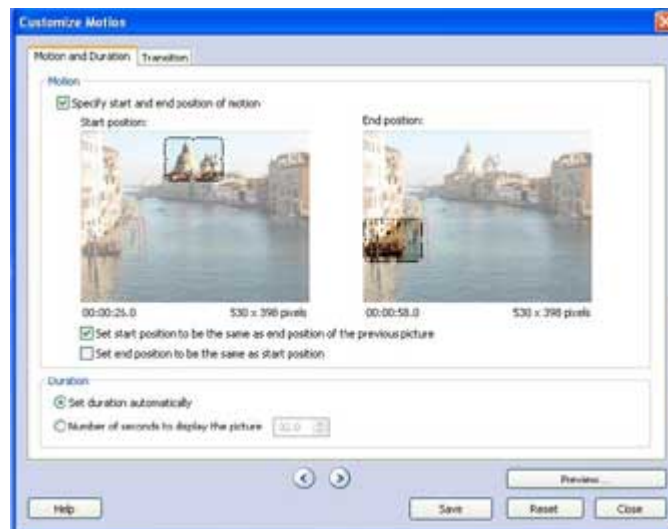 Customize Motion
Motion and Duration Transition
Motion
Specify start and end position of motion
Start position: End position:
00:00:26.0 530 x 398 pixels 00:00:58.0 530 x 398 pixels
Set start position to be the same as end position of the previous picture
Set end position to be the same as start position
Duration
Set duration automatically
Number of seconds to display the picture
Preview...
Help Save Reset Close